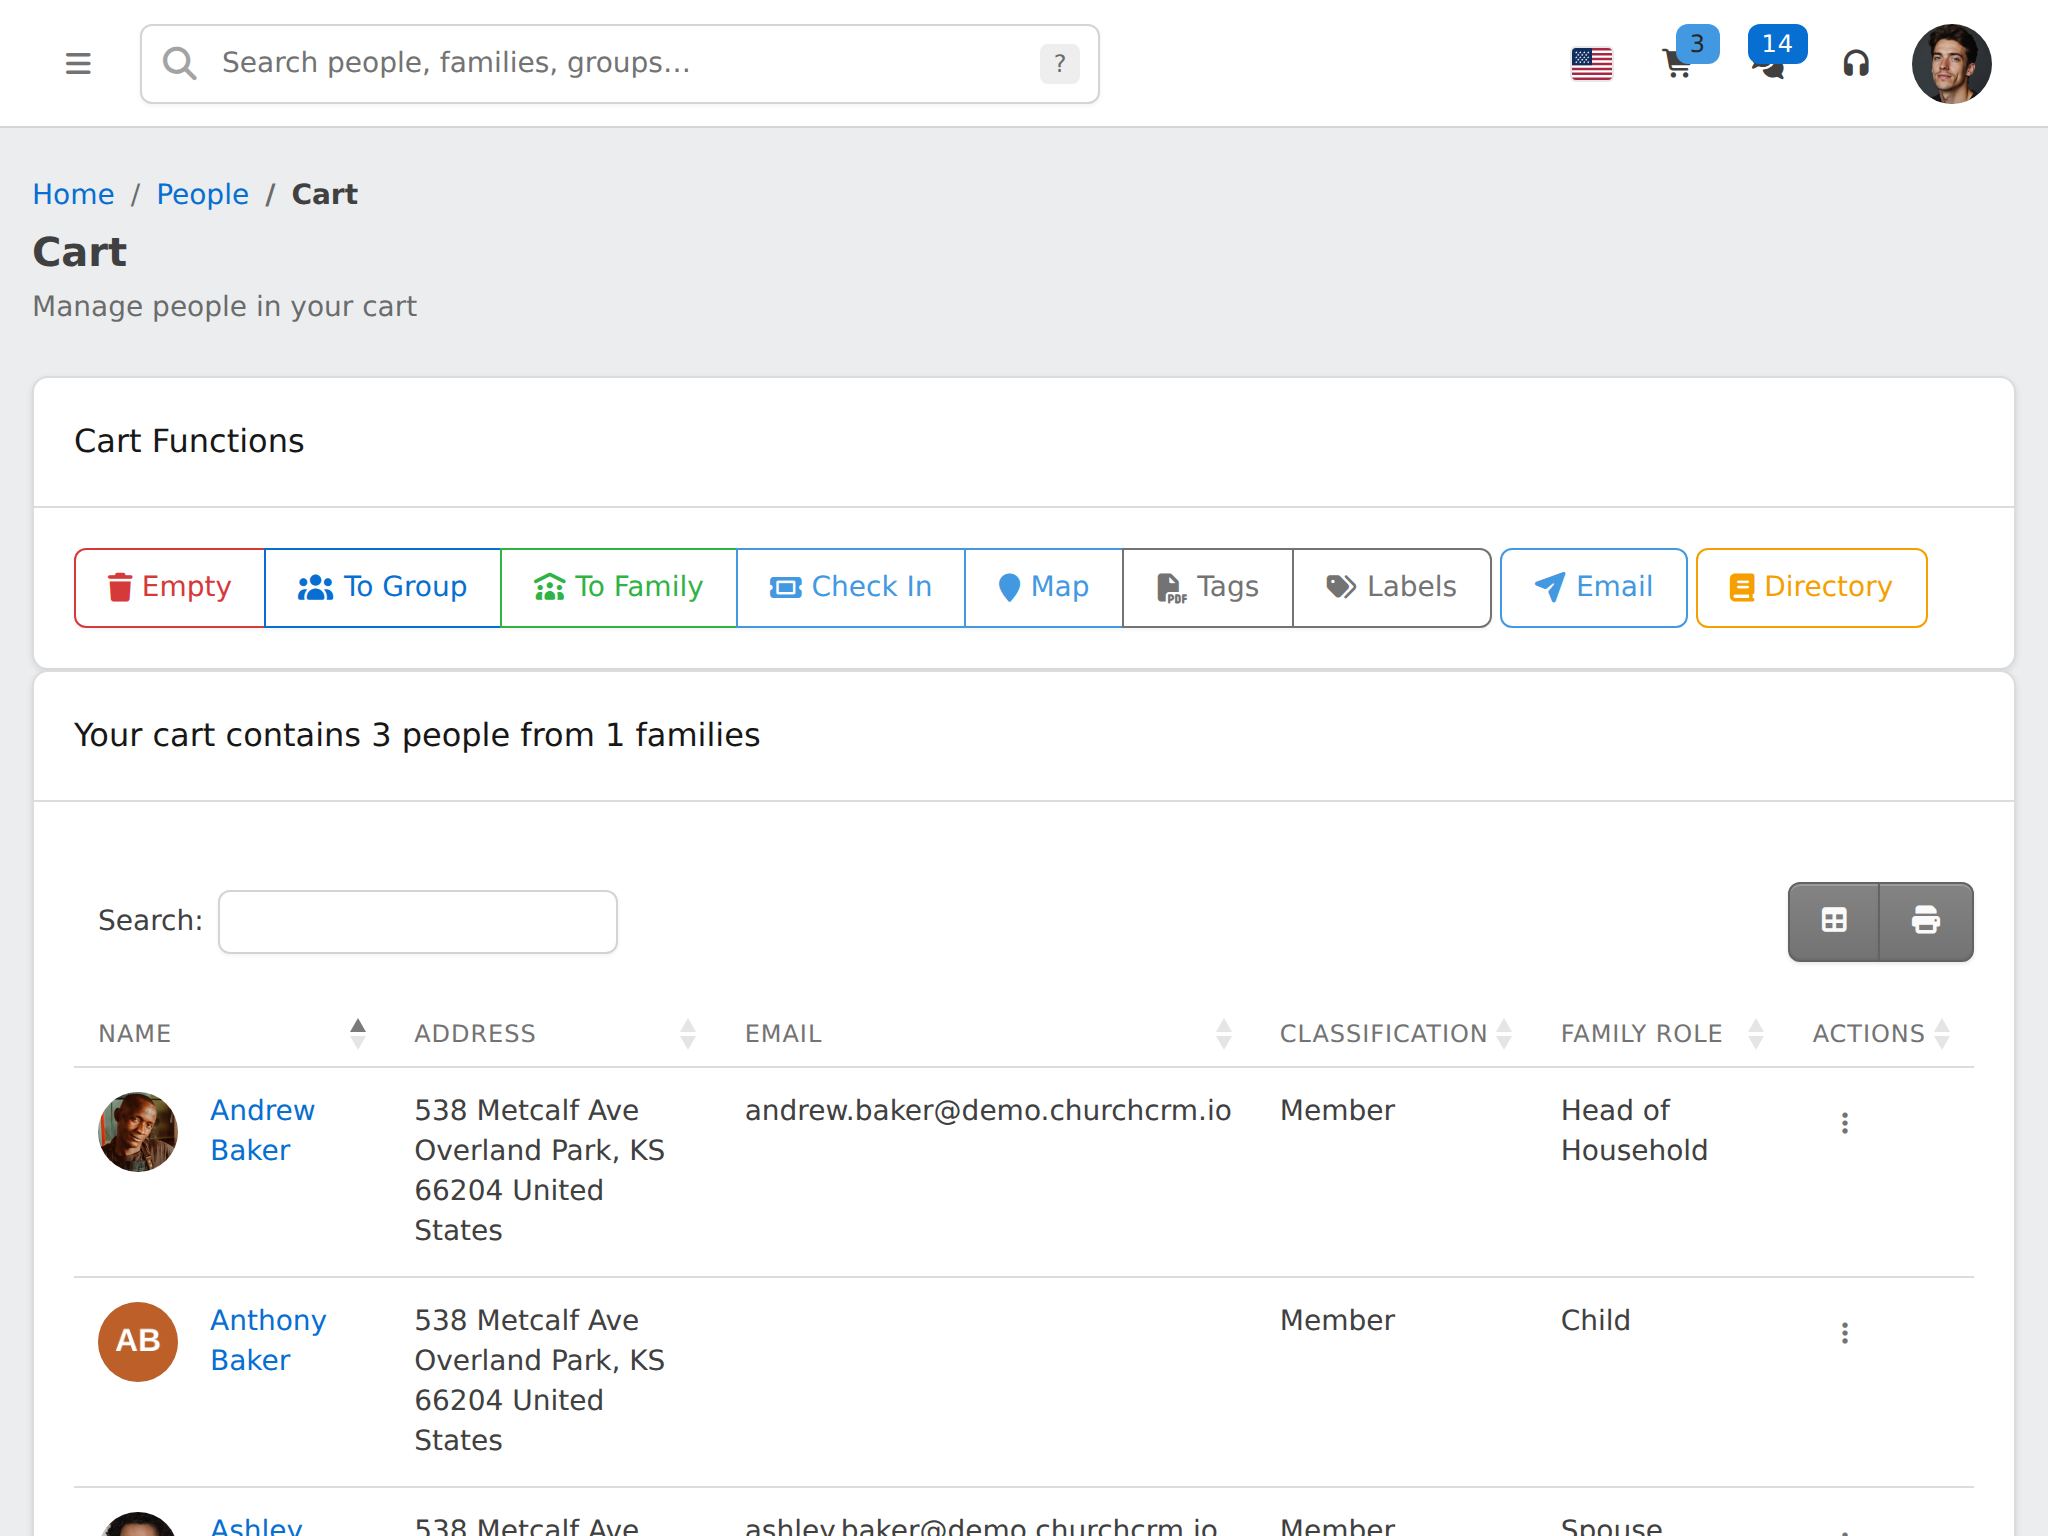 Search people, families, groups...
?
3
14
Home / People / Cart
Cart
Manage people in your cart
Cart Functions
Empty
To Group
To Family
Check In
Map
PDF
Tags
Labels
Email
Directory
Your cart contains 3 people from 1 families
Search:
NAME ADDRESS EMAIL CLASSIFICATION FAMILY ROLE ACTIONS
Andrew 538 Metcalf Ave andrew.baker@demo.churchcrm.io Member Head of
Baker Overland Park, KS Household
66204 United
States
AB Anthony 538 Metcalf Ave Member Child
Baker Overland Park, KS
66204 United
States
Ashley 538 Metcalf Ave ashley.baker@demo.churchcrm.io Member Spouse